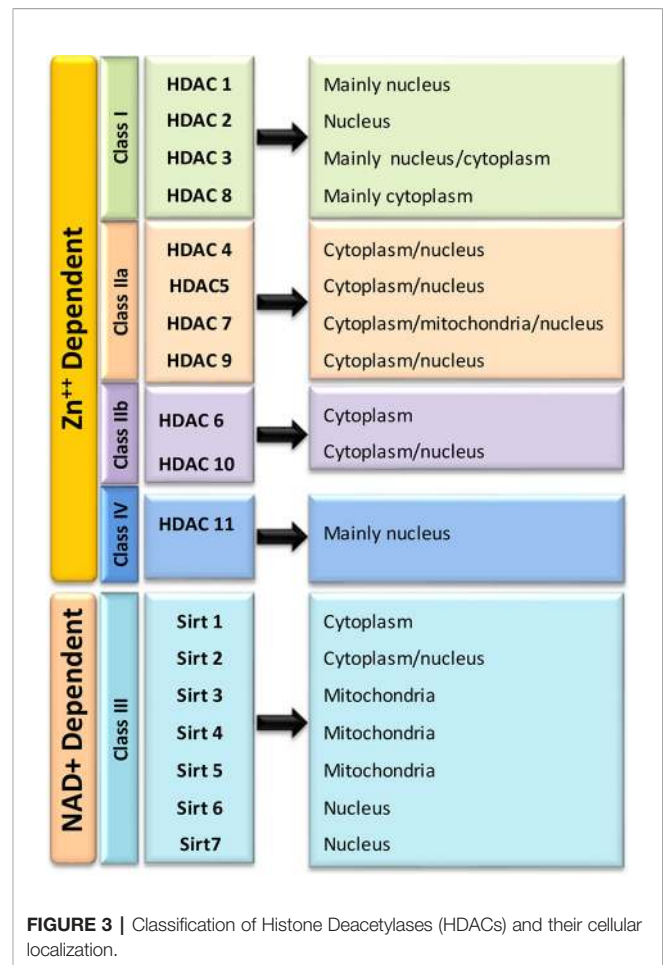 Zn++ Dependent
Class I
HDAC 1 Mainly nucleus
HDAC 2 Nucleus
HDAC 3 Mainly nucleus/cytoplasm
HDAC 8 Mainly cytoplasm
Class IIa
HDAC 4 Cytoplasm/nucleus
HDAC5 Cytoplasm/nucleus
HDAC 7 Cytoplasm/mitochondria/nucleus
HDAC 9 Cytoplasm/nucleus
Class IIb
HDAC 6 Cytoplasm
HDAC 10 Cytoplasm/nucleus
Class IV
HDAC 11 Mainly nucleus
NAD+ Dependent
Class III
Sirt 1 Cytoplasm
Sirt 2 Cytoplasm/nucleus
Sirt 3 Mitochondria
Sirt 4 Mitochondria
Sirt 5 Mitochondria
Sirt 6 Nucleus
Sirt7 Nucleus
FIGURE 3 | Classification of Histone Deacetylases (HDACs) and their cellular
localization.